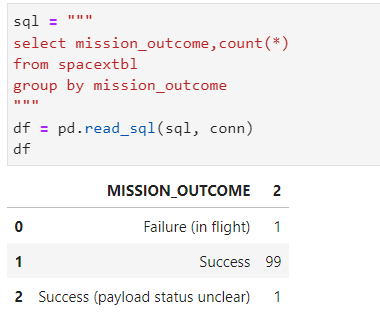 sql = """
select mission_outcome,count(*)
from spacextbl
group by mission_outcome
"""
df = pd.read_sql(sql, conn)
df
MISSION_OUTCOME 2
0 Failure (in flight) 1
1 Success 99
2 Success (payload status unclear) 1